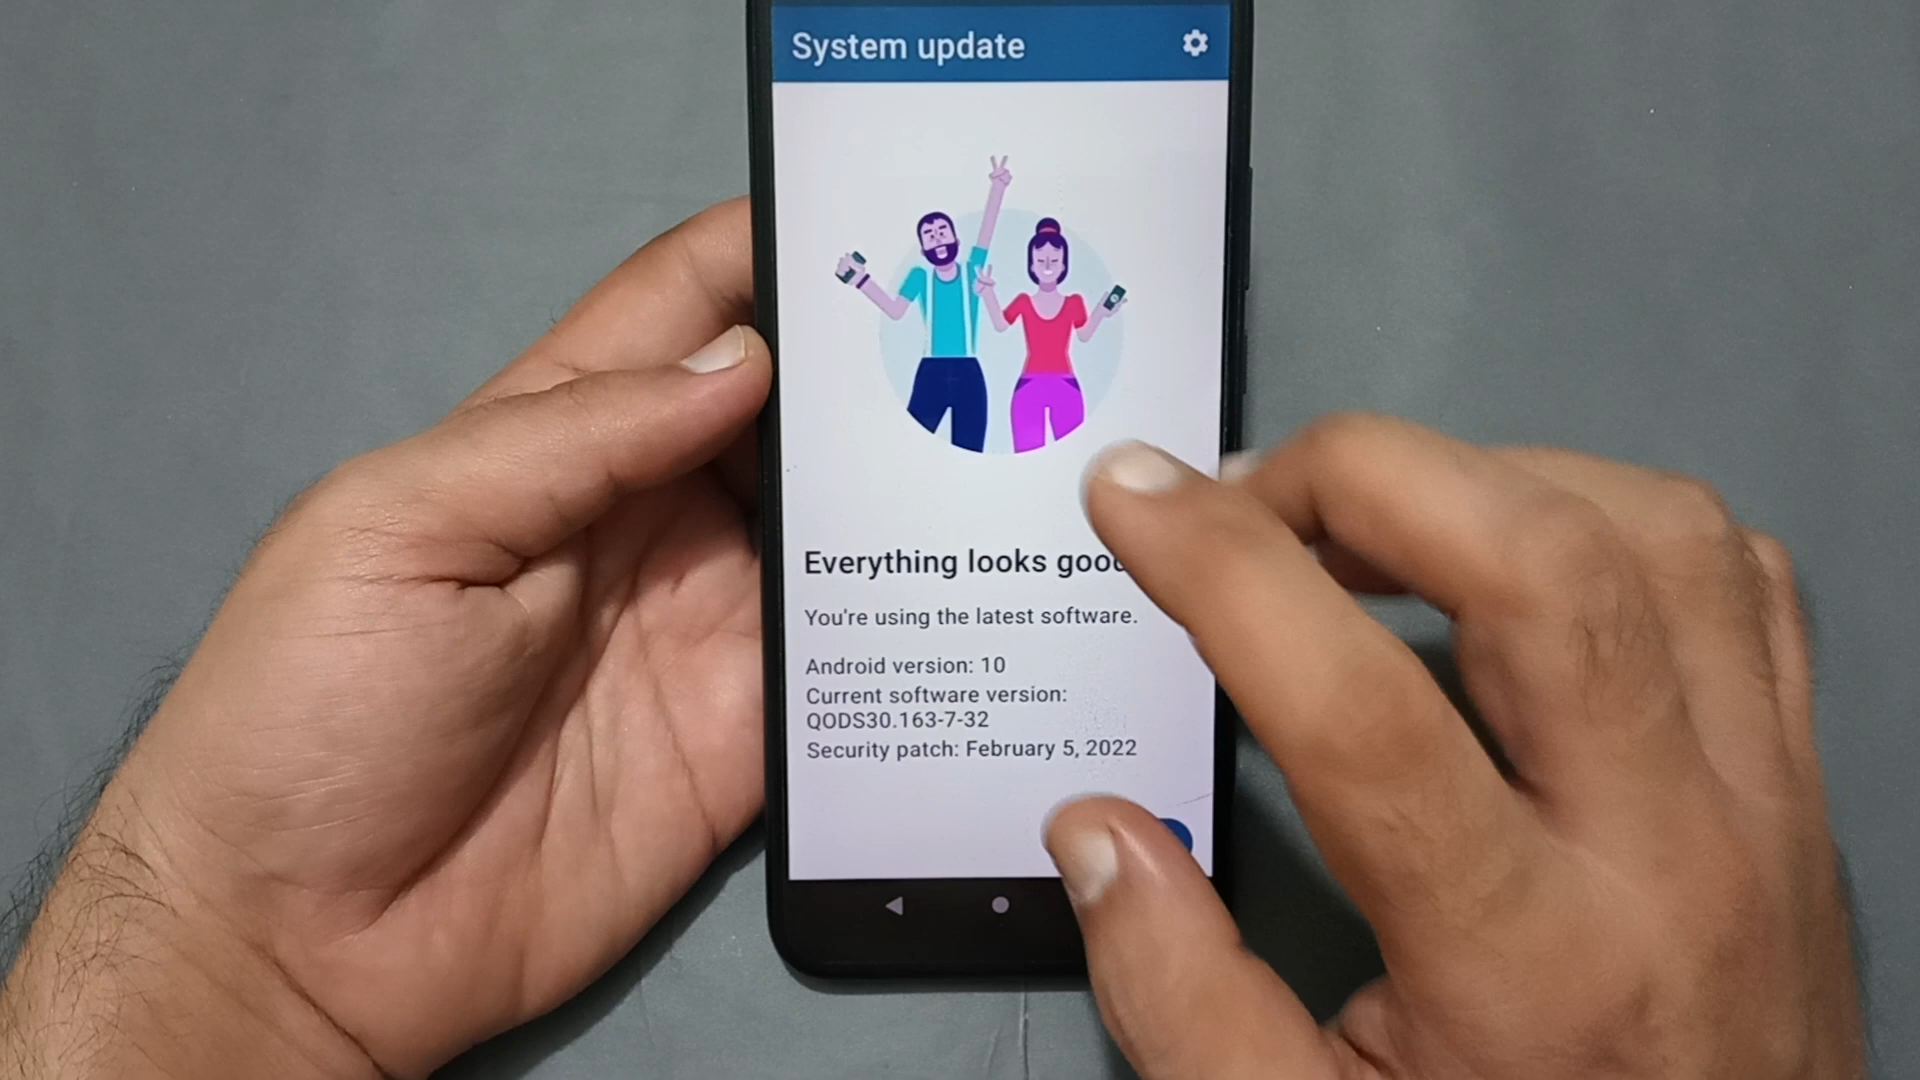 System update
Everything looks good
You're using the latest software.
Android version: 10
Current software version:
QODS30.163-7-32
Security patch: February 5, 2022